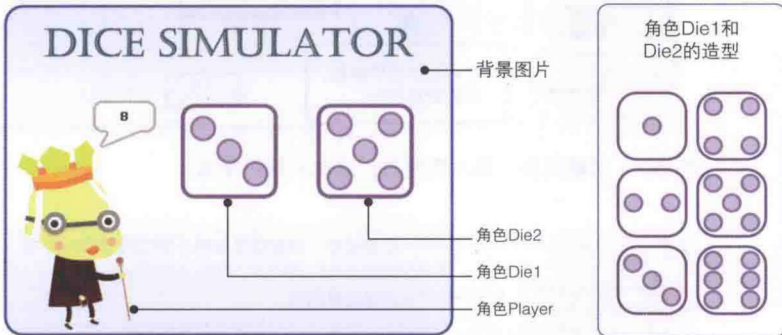 DICE SIMULATOR
背景图片
8
角色Die2
角色Die1
角色Player
角色Die1和
Die2的造型